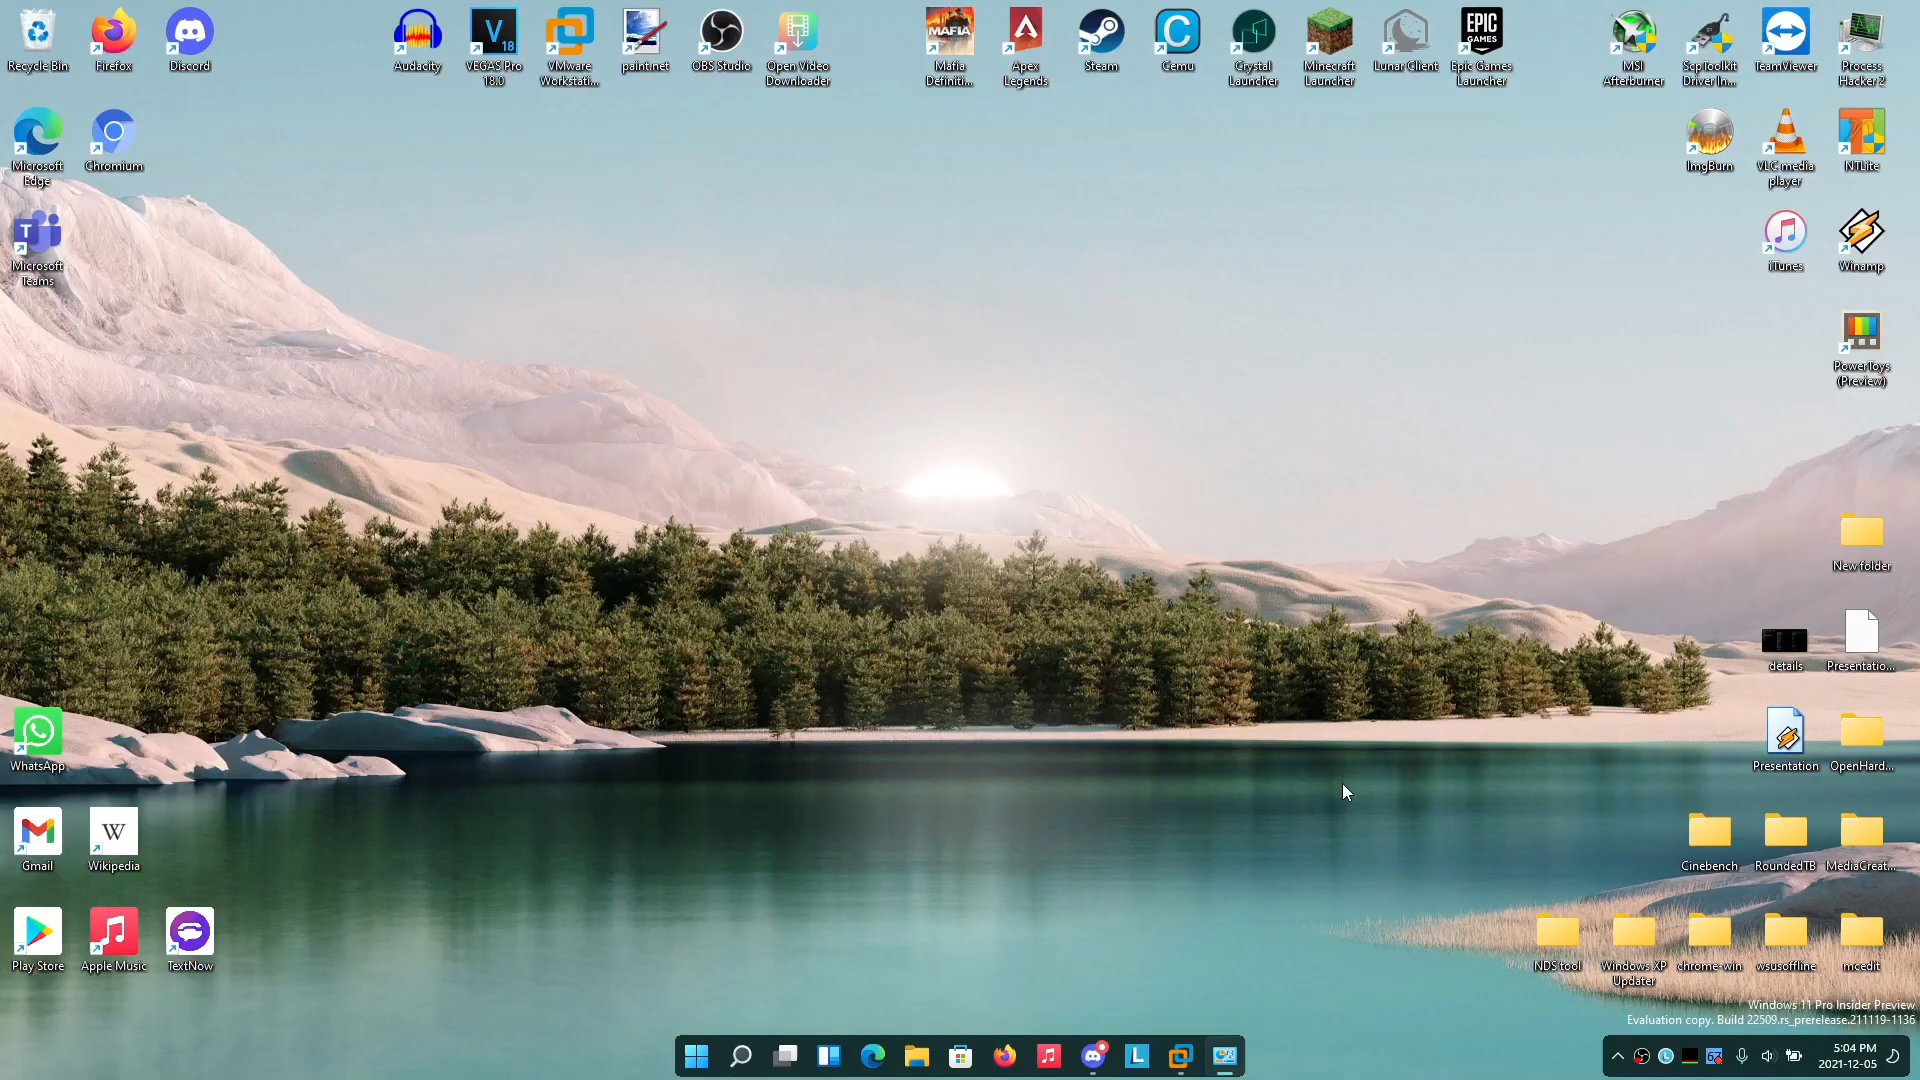 Recycle Bin
Firefox
Discord
Audacity
VEGAS Pro
18.0
VMware
Workstati...
paint.net
OBS Studio
Open Video
Downloader
Mafia
Definiti...
Apex
Legends
Steam
Cemu
Crystal
Launcher
Minecraft
Launcher
Lunar Client
Epic Games
Launcher
MSI
Afterburner
ScpToolkit
Driver In...
TeamViewer
Process
Hacker 2
V
18
MAFIA
EPIC
GAMES
Microsoft
Edge
Chromium
ImgBurn
VLC media
player
NTLite
T
Microsoft
Teams
iTunes
Winamp
PowerToys
(Preview)
New folder
details
Presentatio...
WhatsApp
Presentation
OpenHard...
W
Gmail
Wikipedia
Cinebench
RoundedTB
MediaCreat...
Play Store
Apple Music
TextNow
NDS tool
Windows XP
Updater
chrome-win
wsusoffline
mcedit
Windows 11 Pro Insider Preview
Evaluation copy. Build 22509.rs_prerelease.211119-1136
L
5:04 PM
2021-12-05